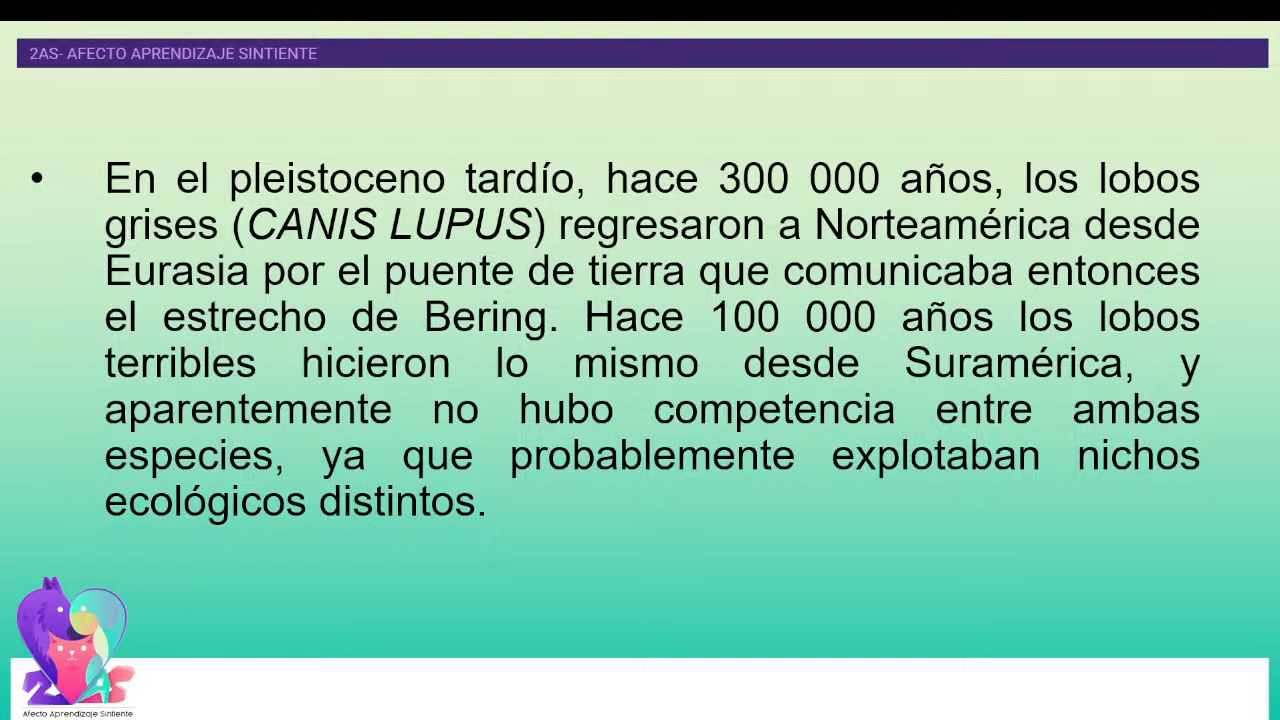 2AS- AFECTO APRENDIZAJE SINTIENTE
• En el pleistoceno tardío, hace 300 000 años, los lobos
grises (CANIS LUPUS) regresaron a Norteamérica desde
Eurasia por el puente de tierra que comunicaba entonces
el estrecho de Bering. Hace 100 000 años los lobos
terribles hicieron lo mismo desde Suramérica, y
aparentemente no hubo competencia entre ambas
especies, ya que probablemente explotaban nichos
ecológicos distintos.
2AS
Afecto Aprendizaje Sintiente